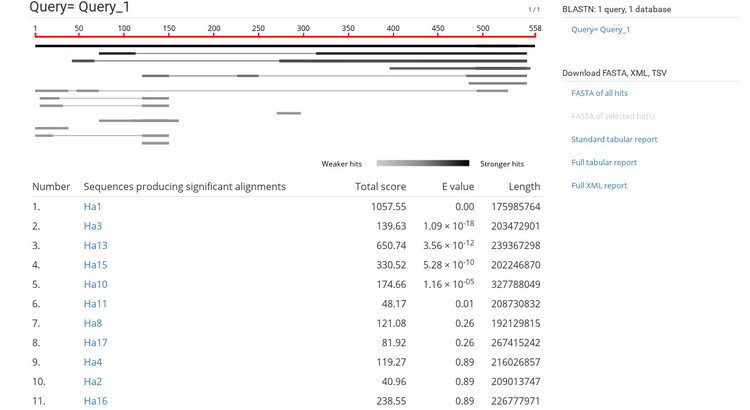 Query= Query_1
1 / 1
1 50 100 150 200 250 300 350 400 450 500 558
Weaker hits Stronger hits
Number Sequences producing significant alignments Total score E value Length
1. Ha1 1057.55 0.00 175985764
2. Ha3 139.63 1.09 × 10-18 203472901
3. Ha13 650.74 3.56 × 10-12 239367298
4. Ha15 330.52 5.28 × 10-10 202246870
5. Ha10 174.66 1.16 × 10-05 327788049
6. Ha11 48.17 0.01 208730832
7. Ha8 121.08 0.26 192129815
8. Ha17 81.92 0.26 267415242
9. Ha4 119.27 0.89 216026857
10. Ha2 40.96 0.89 209013747
11. Ha16 238.55 0.89 226777971
BLASTN: 1 query, 1 database
Query= Query_1
Download FASTA, XML, TSV
FASTA of all hits
FASTA of selected hit(s)
Standard tabular report
Full tabular report
Full XML report